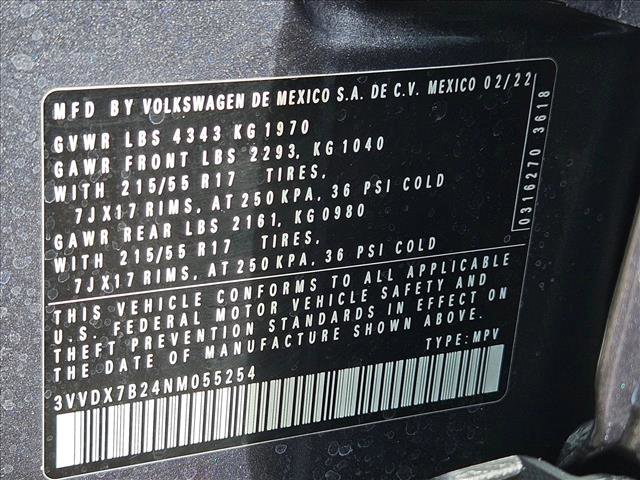 MFD BY VOLKSWAGEN DE MEXICO S.A. DE C.V. MEXICO 02/22
GVWR LBS 4343 KG 1970
GAWR FRONT LBS 2293, KG 1040
WITH 215/55 R17 TIRES,
7JX17 RIMS, AT 250 KPA, 36 PSI COLD
GAWR REAR LBS 2161, KG 0980
WITH 215/55 R17 TIRES,
7JX17 RIMS, AT 250 KPA, 36 PSI COLD
THIS VEHICLE CONFORMS TO ALL APPLICABLE
U.S. FEDERAL MOTOR VEHICLE SAFETY AND
THEFT PREVENTION STANDARDS IN EFFECT ON
THE DATE OF MANUFACTURE SHOWN ABOVE.
TYPE: MPV
3VVDX7B24NM055254
0316270 3618